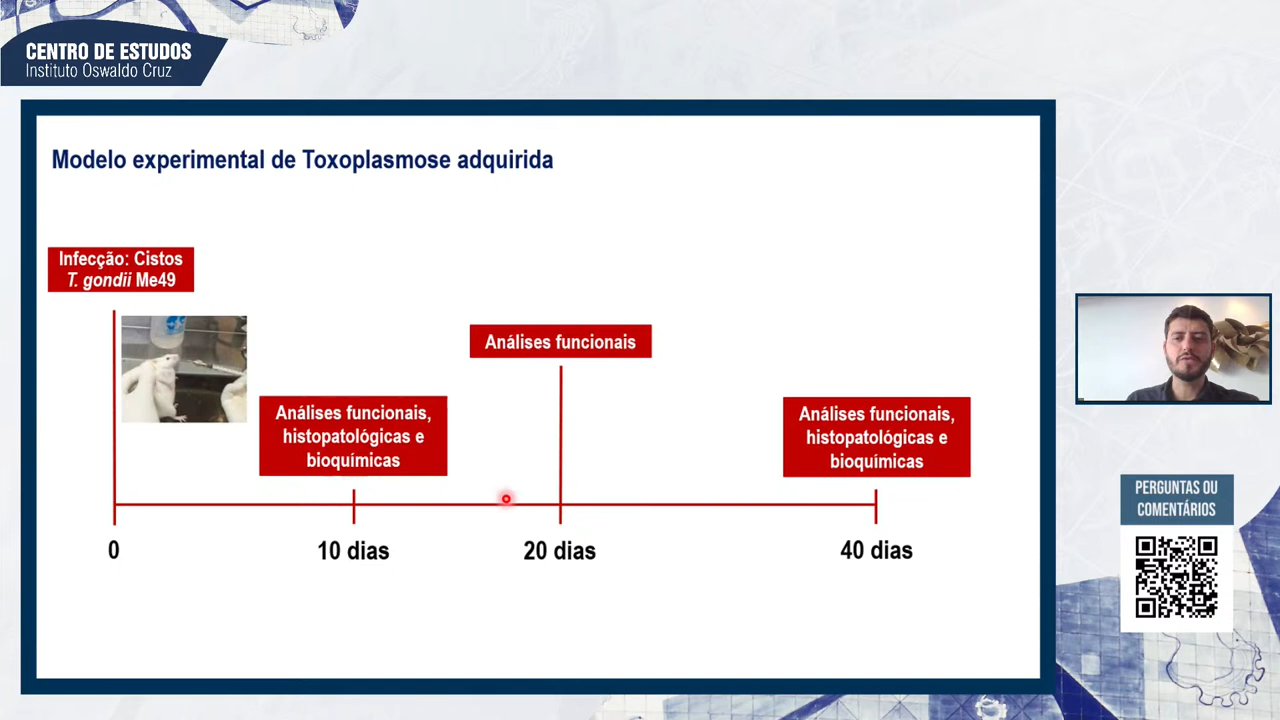 CENTRO DE ESTUDOS
Instituto Oswaldo Cruz
Modelo experimental de Toxoplasmose adquirida
Infecção: Cistos
T. gondii Me49
Análises funcionais
Análises funcionais,
histopatológicas e
bioquímicas
Análises funcionais,
histopatológicas e
bioquímicas
0
10 dias
20 dias
40 dias
PERGUNTAS OU
COMENTÁRIOS